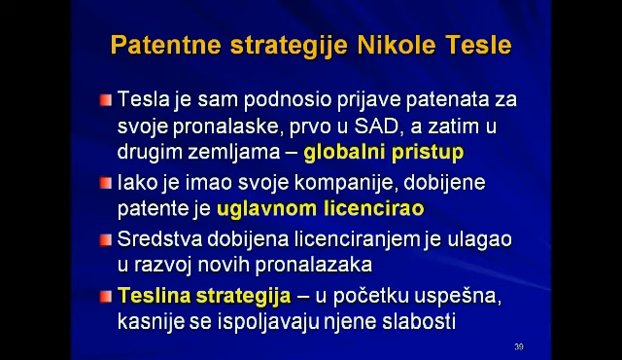 Patentne strategije Nikole Tesle
Tesla je sam podnosio prijave patenata za
svoje pronalaske, prvo u SAD, a zatim u
drugim zemljama – globalni pristup
Iako je imao svoje kompanije, dobijene
patente je uglavnom licencirao
Sredstva dobijena licenciranjem je ulagao
u razvoj novih pronalazaka
Teslina strategija – u početku uspešna,
kasnije se ispoljavaju njene slabosti
39